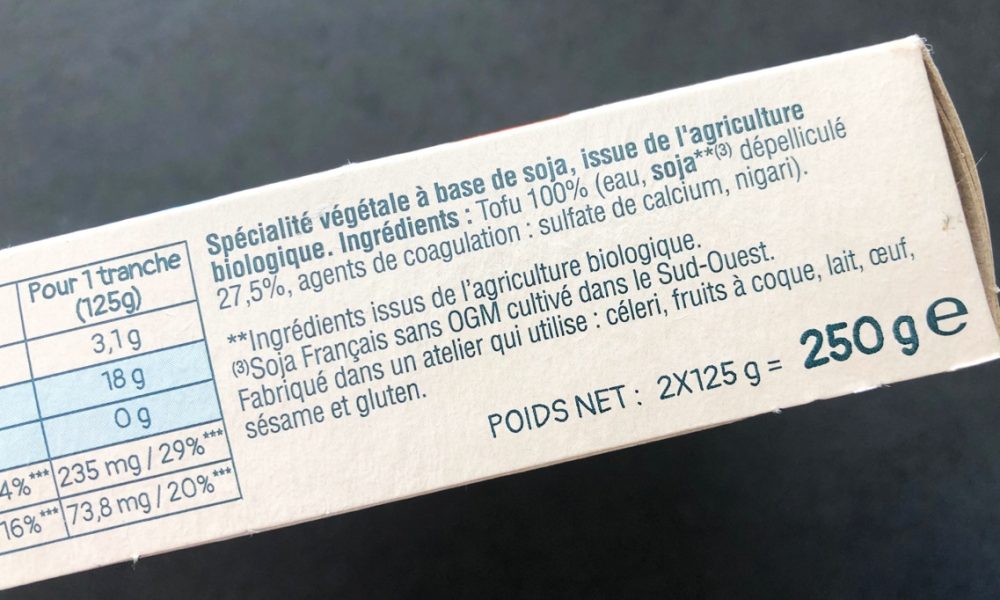 Pour 1 tranche
(125g)
3,1 g
18 g
0 g
4%*** 235 mg / 29%***
16%*** 73,8 mg / 20%***
Spécialité végétale à base de soja, issue de l'agriculture
biologique. Ingrédients : Tofu 100% (eau, soja**(3) dépelliculé
27,5%, agents de coagulation : sulfate de calcium, nigari).
**Ingrédients issus de l'agriculture biologique.
(3)Soja Français sans OGM cultivé dans le Sud-Ouest.
Fabriqué dans un atelier qui utilise : céleri, fruits à coque, lait, œuf,
sésame et gluten.
POIDS NET : 2X125 g = 250 g e